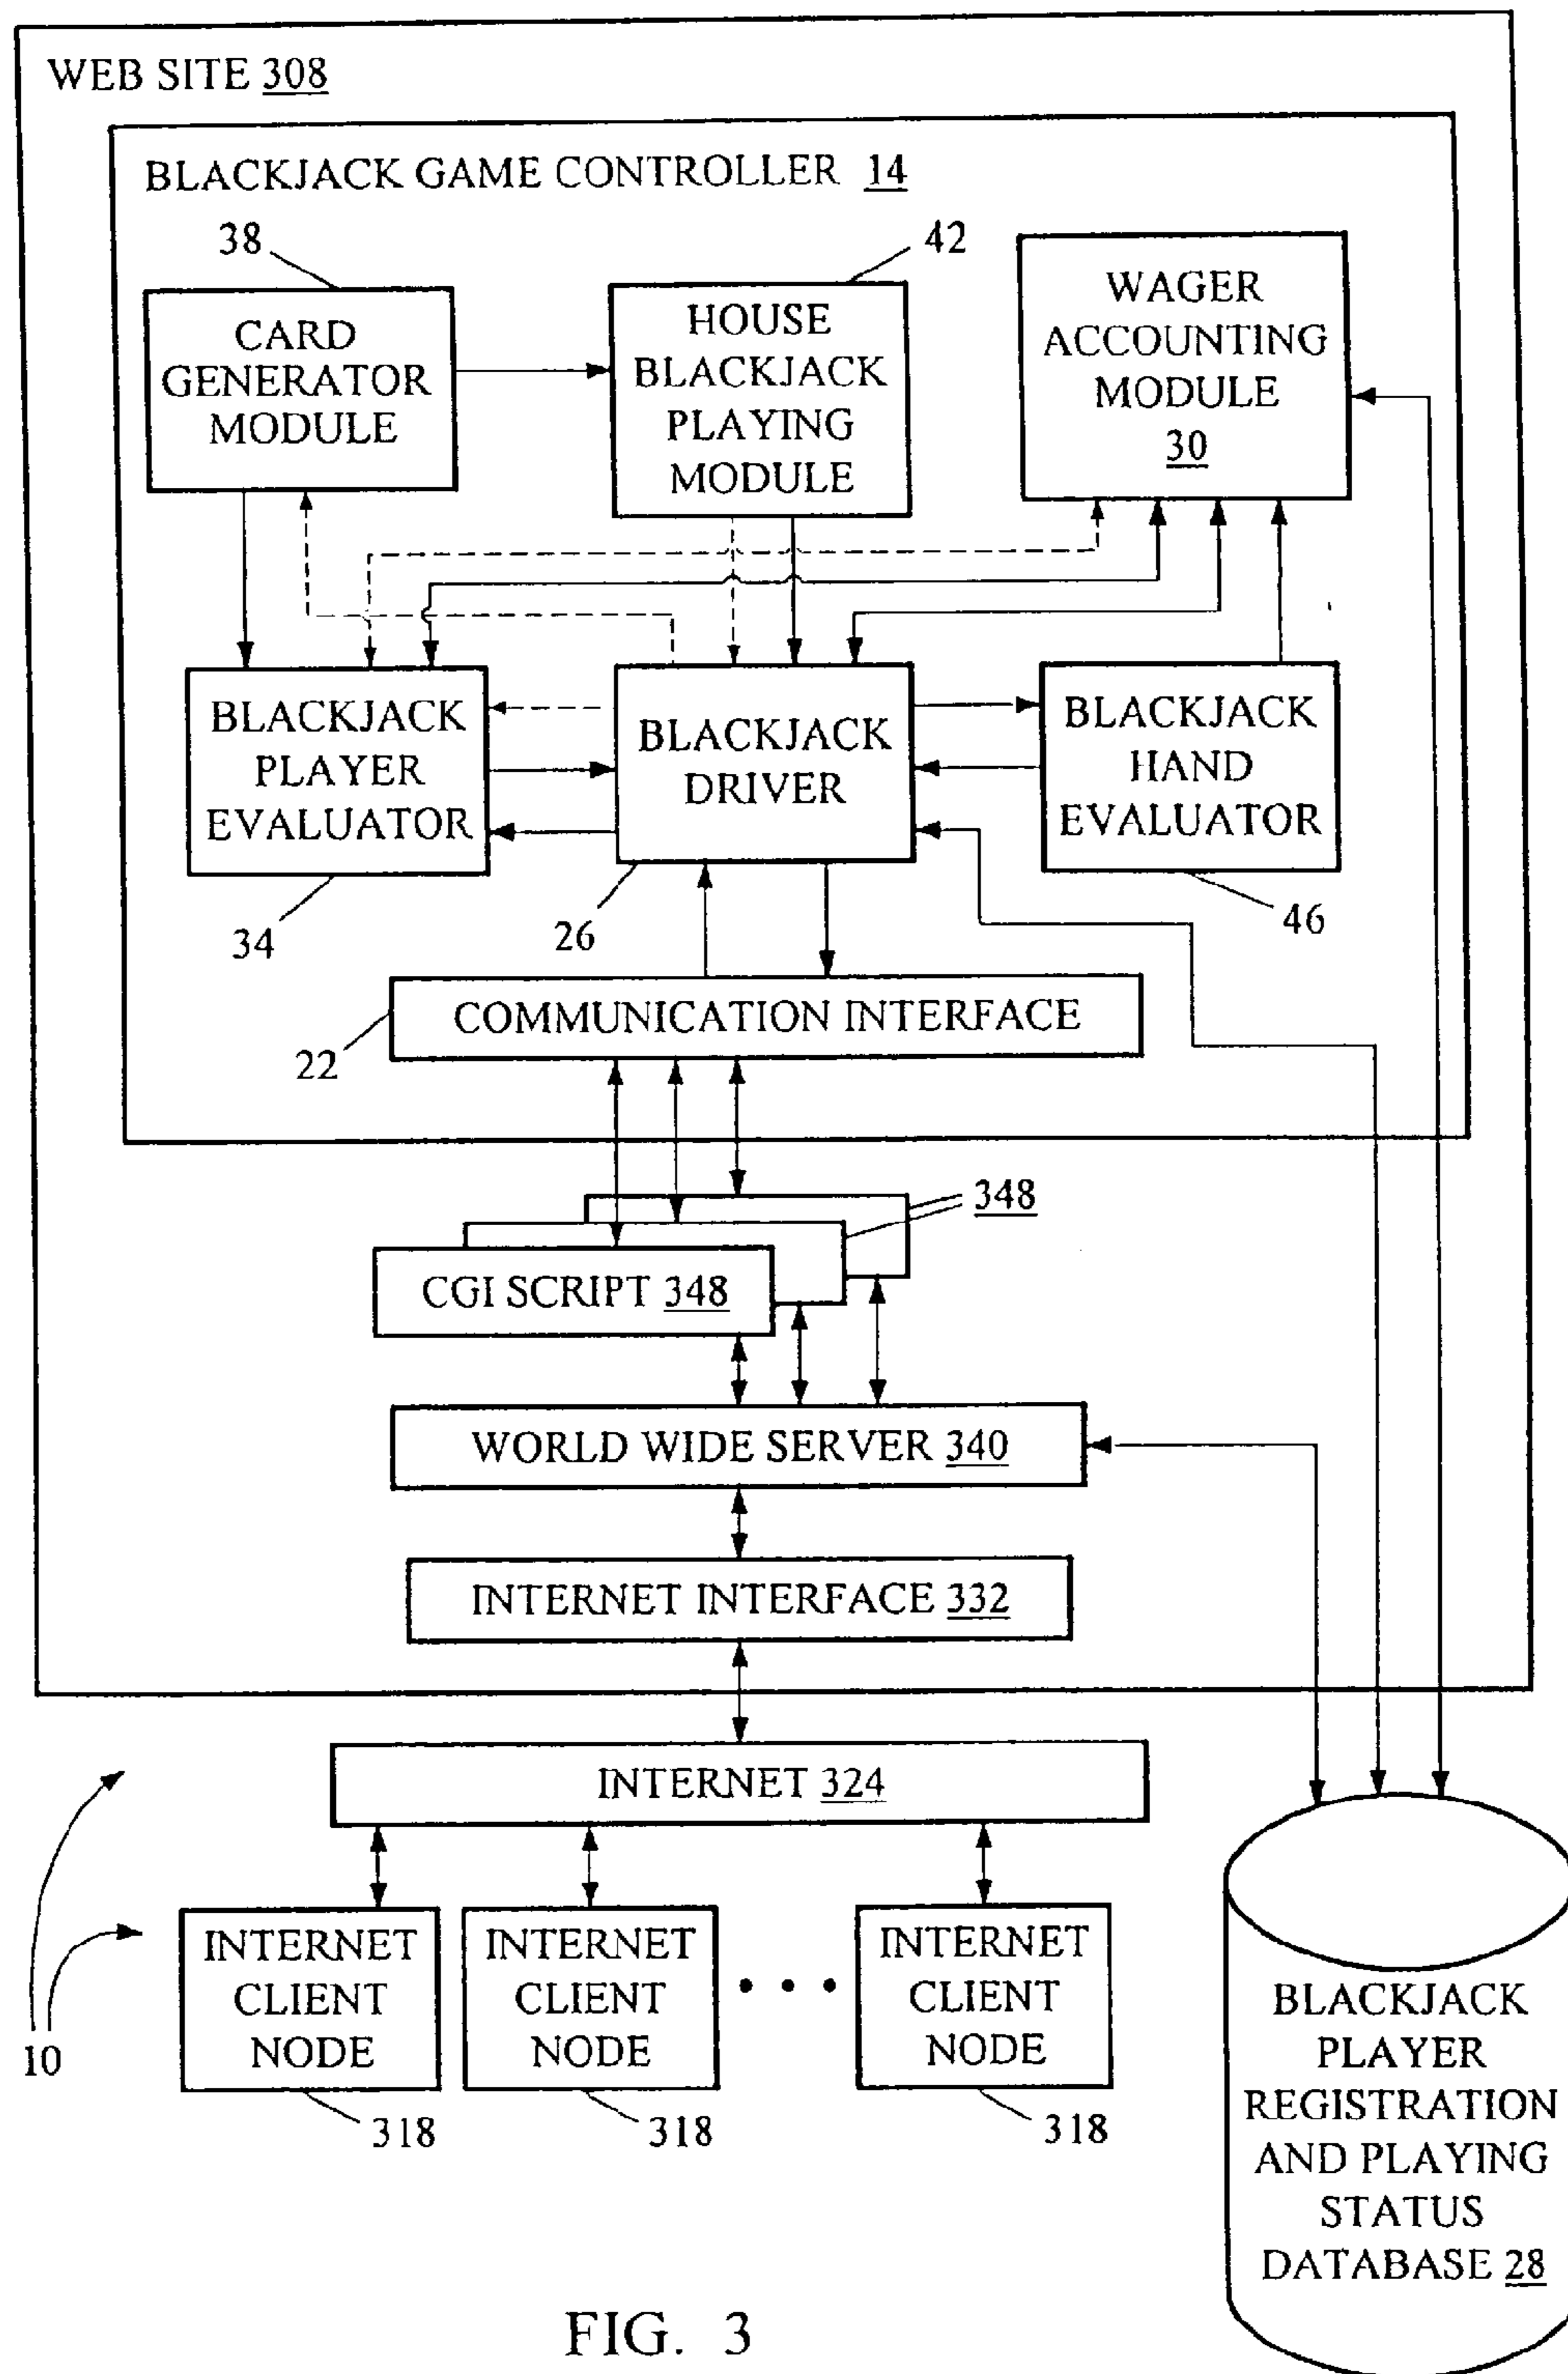 WEB SITE 308
BLACKJACK GAME CONTROLLER 14
38
42
CARD
GENERATOR
MODULE
HOUSE
BLACKJACK
PLAYING
MODULE
WAGER
ACCOUNTING
MODULE
30
BLACKJACK
PLAYER
EVALUATOR
BLACKJACK
DRIVER
BLACKJACK
HAND
EVALUATOR
34
26
46
COMMUNICATION INTERFACE
22
348
CGI SCRIPT 348
WORLD WIDE SERVER 340
INTERNET INTERFACE 332
INTERNET 324
INTERNET
CLIENT
NODE
INTERNET
CLIENT
NODE
• • •
INTERNET
CLIENT
NODE
10
318
318
318
BLACKJACK
PLAYER
REGISTRATION
AND PLAYING
STATUS
DATABASE 28
FIG. 3